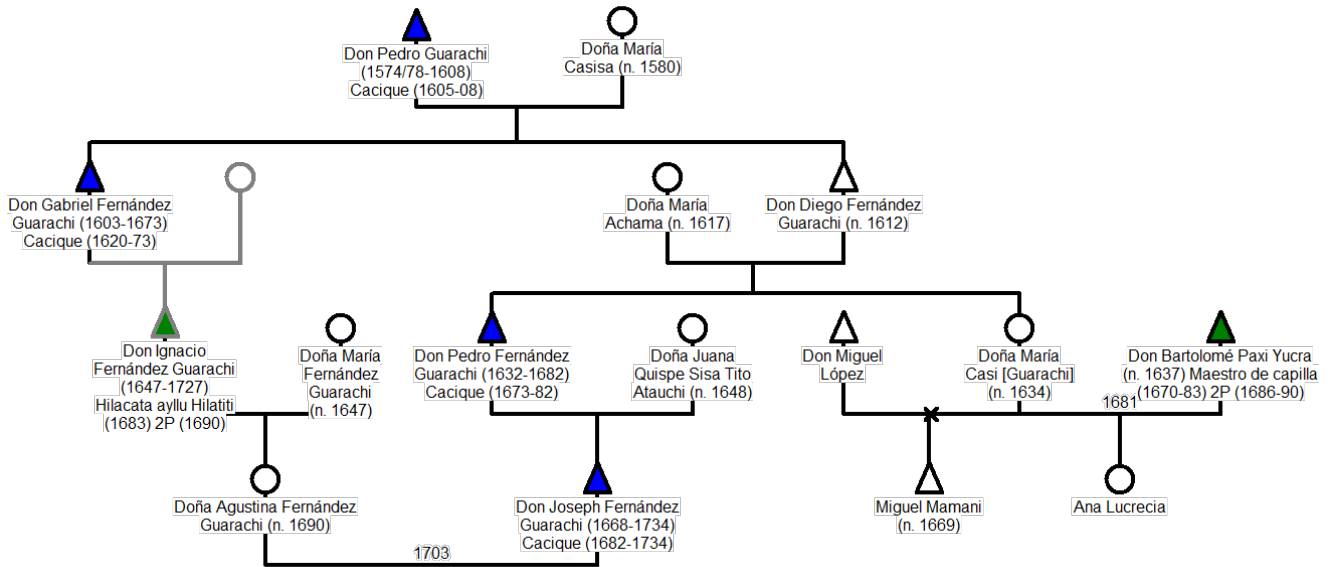 Don Pedro Guarachi
(1574/78-1608)
Cacique (1605-08)
Doña María
Casisa (n. 1580)
Don Gabriel Fernández
Guarachi (1603-1673)
Cacique (1620-73)
Doña María
Achama (n. 1617)
Don Diego Fernández
Guarachi (n. 1612)
Don Ignacio
Fernández Guarachi
(1647-1727)
Hilacata ayllu Hilatiti
(1683) 2P (1690)
Doña María
Fernández
Guarachi
(n. 1647)
Don Pedro Fernández
Guarachi (1632-1682)
Cacique (1673-82)
Doña Juana
Quispe Sisa Tito
Atauchi (n. 1648)
Don Miguel
López
Doña María
Casi [Guarachi]
(n. 1634)
Don Bartolomé Paxi Yucra
(n. 1637) Maestro de capilla
(1670-83) 2P (1686-90)
1681
Doña Agustina Fernández
Guarachi (n. 1690)
Don Joseph Fernández
Guarachi (1668-1734)
Cacique (1682-1734)
Miguel Mamani
(n. 1669)
Ana Lucrecia
1703